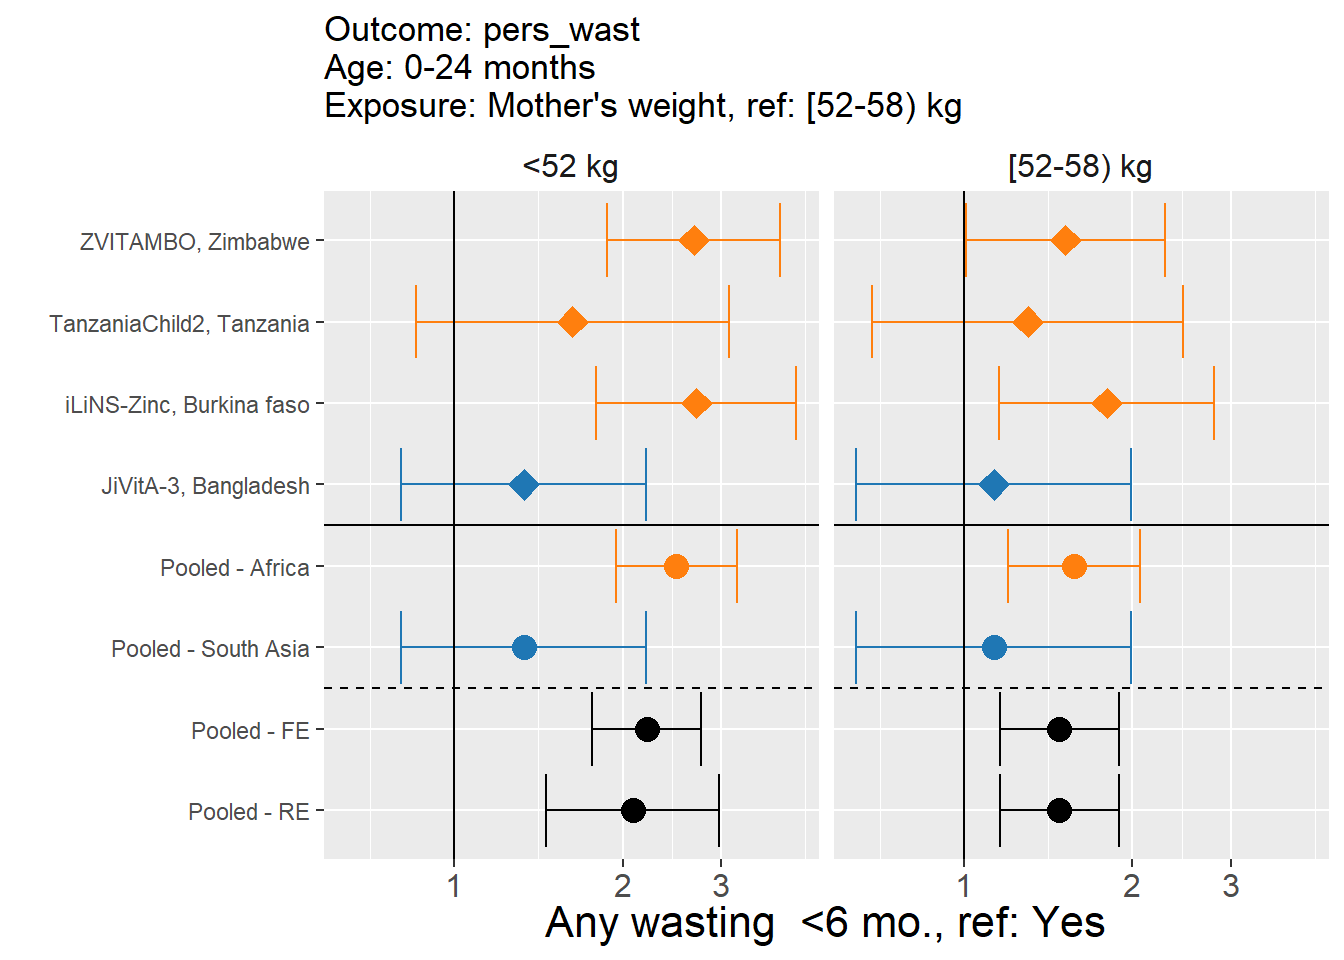 Outcome: pers_wast
Age: 0-24 months
Exposure: Mother's weight, ref: [52-58) kg
<52 kg
[52-58) kg
ZVITAMBO, Zimbabwe
TanzaniaChild2, Tanzania
iLiNS-Zinc, Burkina faso
JiVitA-3, Bangladesh
Pooled - Africa
Pooled - South Asia
Pooled - FE
Pooled - RE
1 2 3
1 2 3
Any wasting  <6 mo., ref: Yes